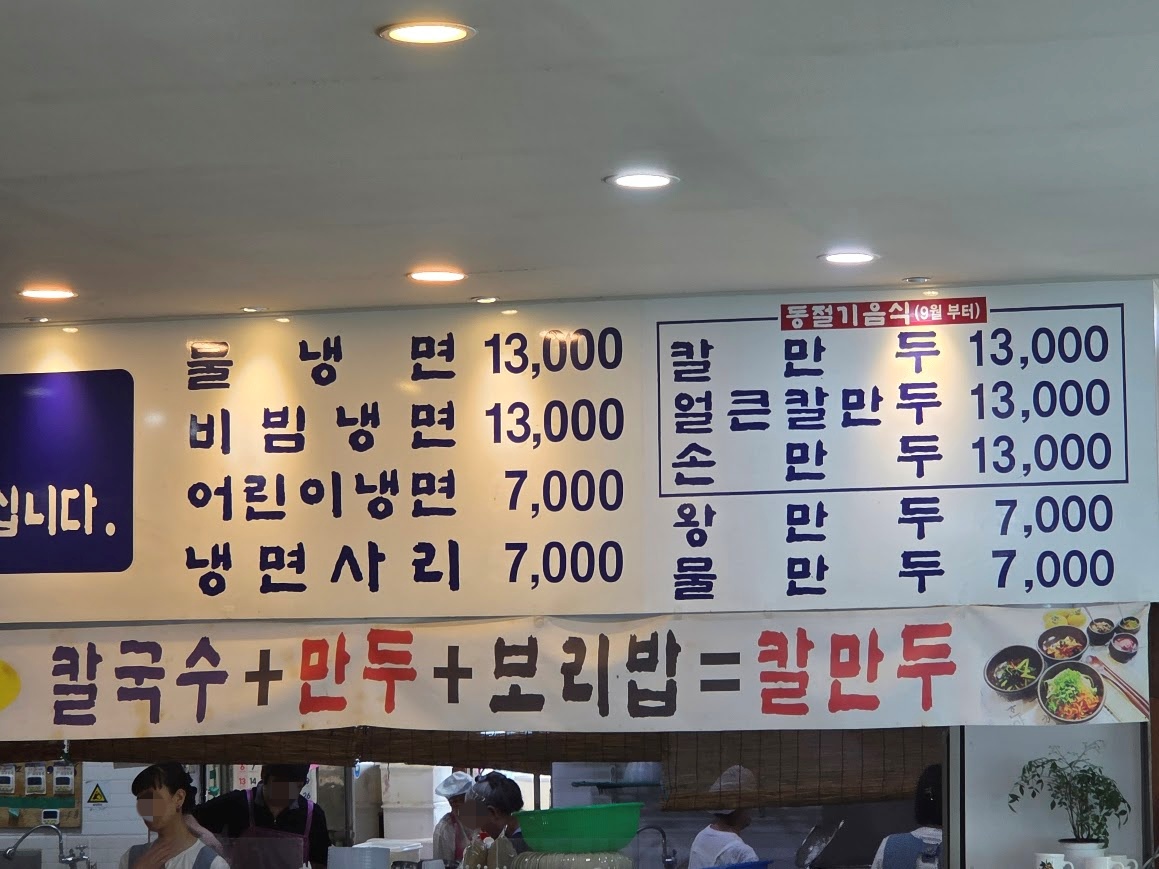 십니다.
물냉면 13,000
비빔냉면 13,000
어린이냉면 7,000
냉면사리 7,000
동절기음식(9월 부터)
칼만두 13,000
얼큰칼만두 13,000
손만두 13,000
왕만두 7,000
물만두 7,000
칼국수+만두+보리밥=칼만두